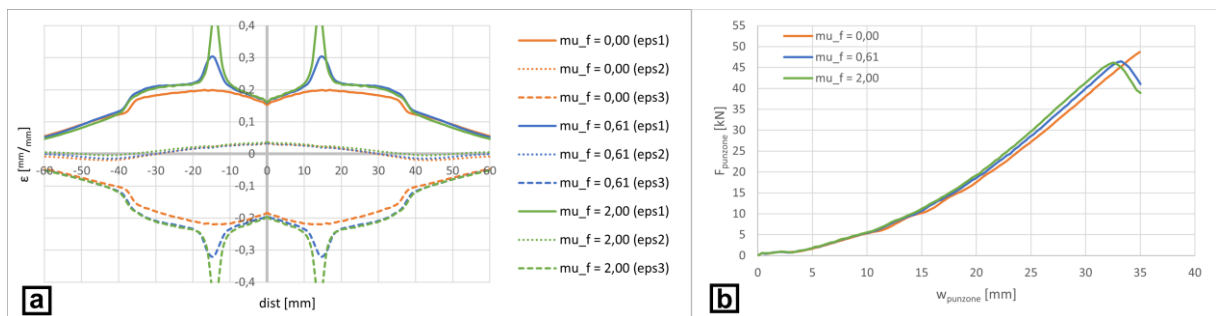 0,4
0,3
0,2
0,1
0
-0,1
-0,2
-0,3
-0,4
-60 -50 -40 -30 -20 -10 0 10 20 30 40 50 60
ε [mm/mm]
dist [mm]
mu_f = 0,00 (eps1)
mu_f = 0,00 (eps2)
mu_f = 0,00 (eps3)
mu_f = 0,61 (eps1)
mu_f = 0,61 (eps2)
mu_f = 0,61 (eps3)
mu_f = 2,00 (eps1)
mu_f = 2,00 (eps2)
mu_f = 2,00 (eps3)
a
60
55
50
45
40
35
30
25
20
15
10
5
0
0 5 10 15 20 25 30 35 40
F punzone [kN]
w punzone [mm]
mu_f = 0,00
mu_f = 0,61
mu_f = 2,00
b